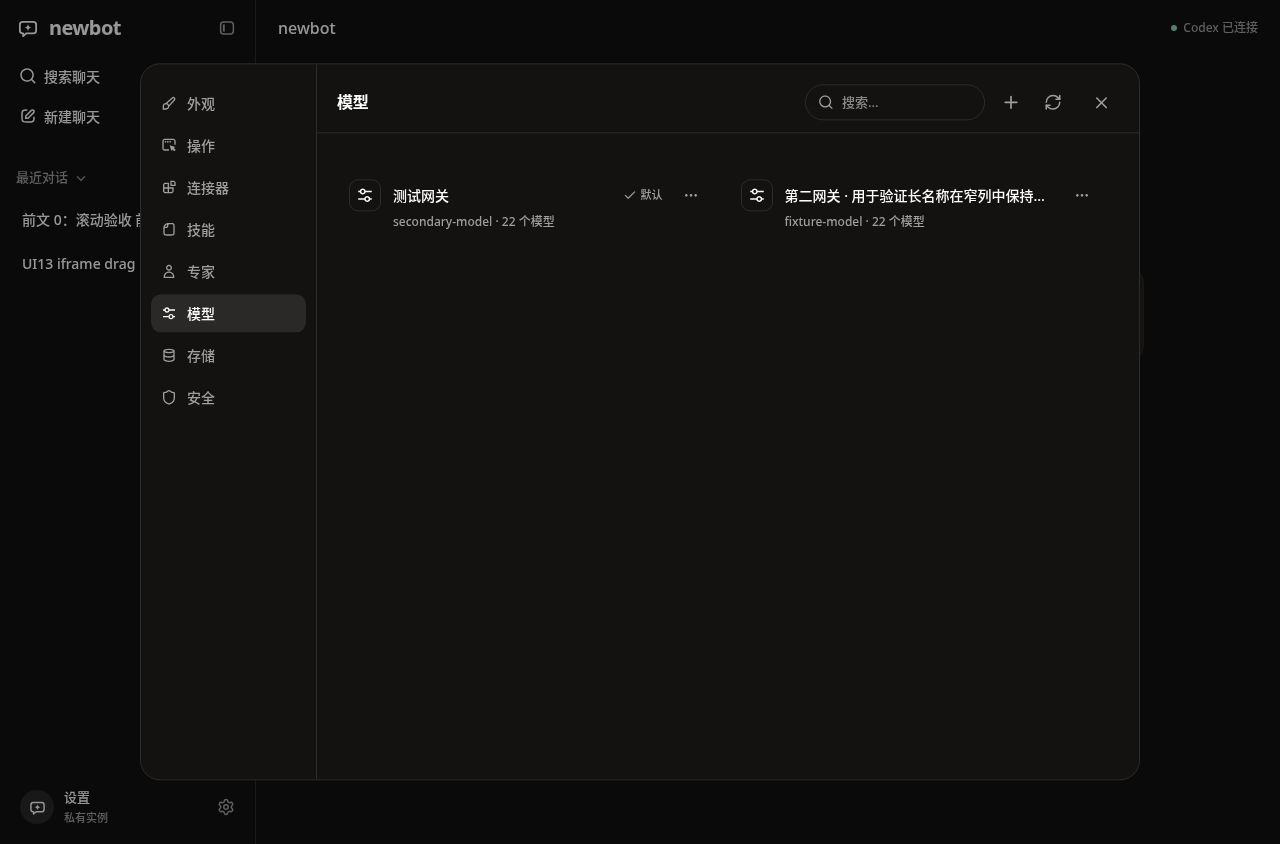 newbot
newbot
Codex 已连接
搜索聊天
新建聊天
最近对话
前文 0：滚动验收
UI13 iframe drag
设置
私有实例
外观
操作
连接器
技能
专家
模型
存储
安全
模型
搜索...
测试网关
默认
secondary-model · 22 个模型
第二网关 · 用于验证长名称在窄列中保持...
fixture-model · 22 个模型